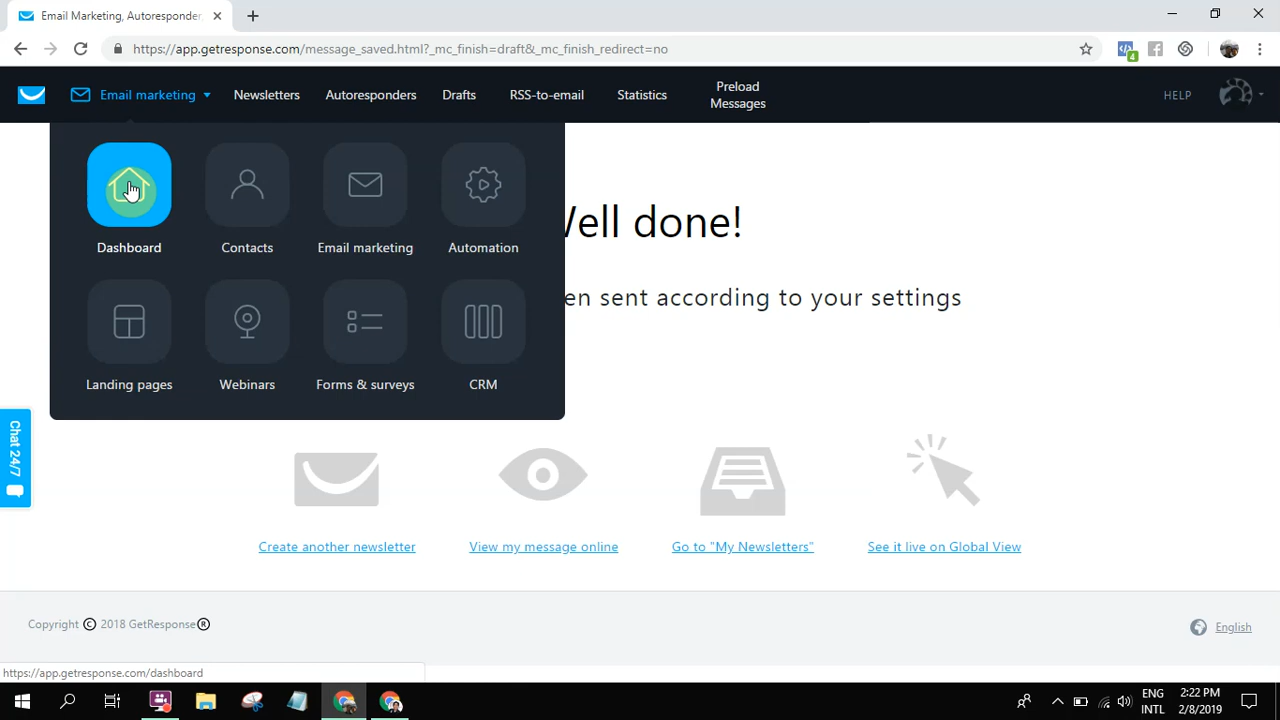 Email Marketing, Autoresponder,
https://app.getresponse.com/message_saved.html?_mc_finish=draft&_mc_finish_redirect=no
4
Email marketing
Newsletters
Autoresponders
Drafts
RSS-to-email
Statistics
Preload
Messages
HELP
Dashboard
Contacts
Email marketing
Automation
Landing pages
Webinars
Forms & surveys
CRM
ell done!
en sent according to your settings
Chat 24/7
Create another newsletter
View my message online
Go to "My Newsletters"
See it live on Global View
Copyright © 2018 GetResponse®
English
https://app.getresponse.com/dashboard
ENG
INTL
2:22 PM
2/8/2019